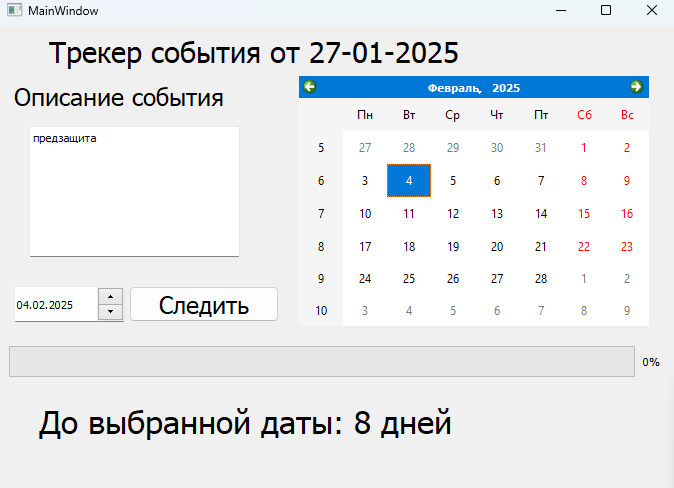 MainWindow
Трекер события от 27-01-2025
Описание события
предзащита
04.02.2025
Следить
Февраль, 2025
Пн Вт Ср Чт Пт Сб Вс
5 27 28 29 30 31 1 2
6 3 4 5 6 7 8 9
7 10 11 12 13 14 15 16
8 17 18 19 20 21 22 23
9 24 25 26 27 28 1 2
10 3 4 5 6 7 8 9
0%
До выбранной даты: 8 дней